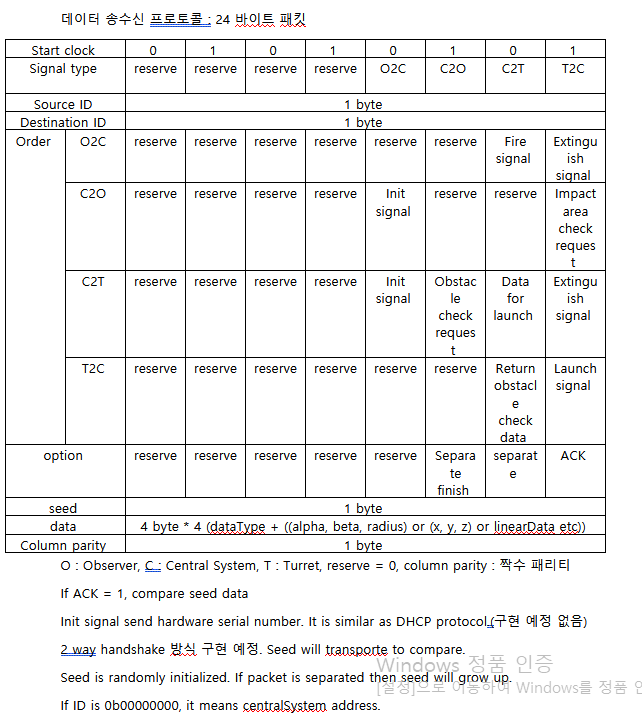 데이터 송수신 프로토콜 : 24 바이트 패킷
Start clock 0 1 0 1 0 1 0 1
Signal type reserve reserve reserve reserve O2C C2O C2T T2C
Source ID 1 byte
Destination ID 1 byte
Order O2C reserve reserve reserve reserve reserve reserve Fire signal Extinguish signal
C2O reserve reserve reserve reserve Init signal reserve reserve Impact area check request
C2T reserve reserve reserve reserve Init signal Obstacle check request Data for launch Extinguish signal
T2C reserve reserve reserve reserve reserve reserve Return obstacle check data Launch signal
option reserve reserve reserve reserve reserve Separate finish separate ACK
seed 1 byte
data 4 byte * 4 (dataType + ((alpha, beta, radius) or (x, y, z) or linearData etc))
Column parity 1 byte
O : Observer, C : Central System, T : Turret, reserve = 0, column parity : 짝수 패리티
If ACK = 1, compare seed data
Init signal send hardware serial number. It is similar as DHCP protocol.(구현 예정 없음)
2 way handshake 방식 구현 예정. Seed will transporte to compare.
Seed is randomly initialized. If packet is separated then seed will grow up.
If ID is 0b00000000, it means centralSystem address.
Windows 정품 인증
[설정]으로 이동하여 Windows를 정품 인